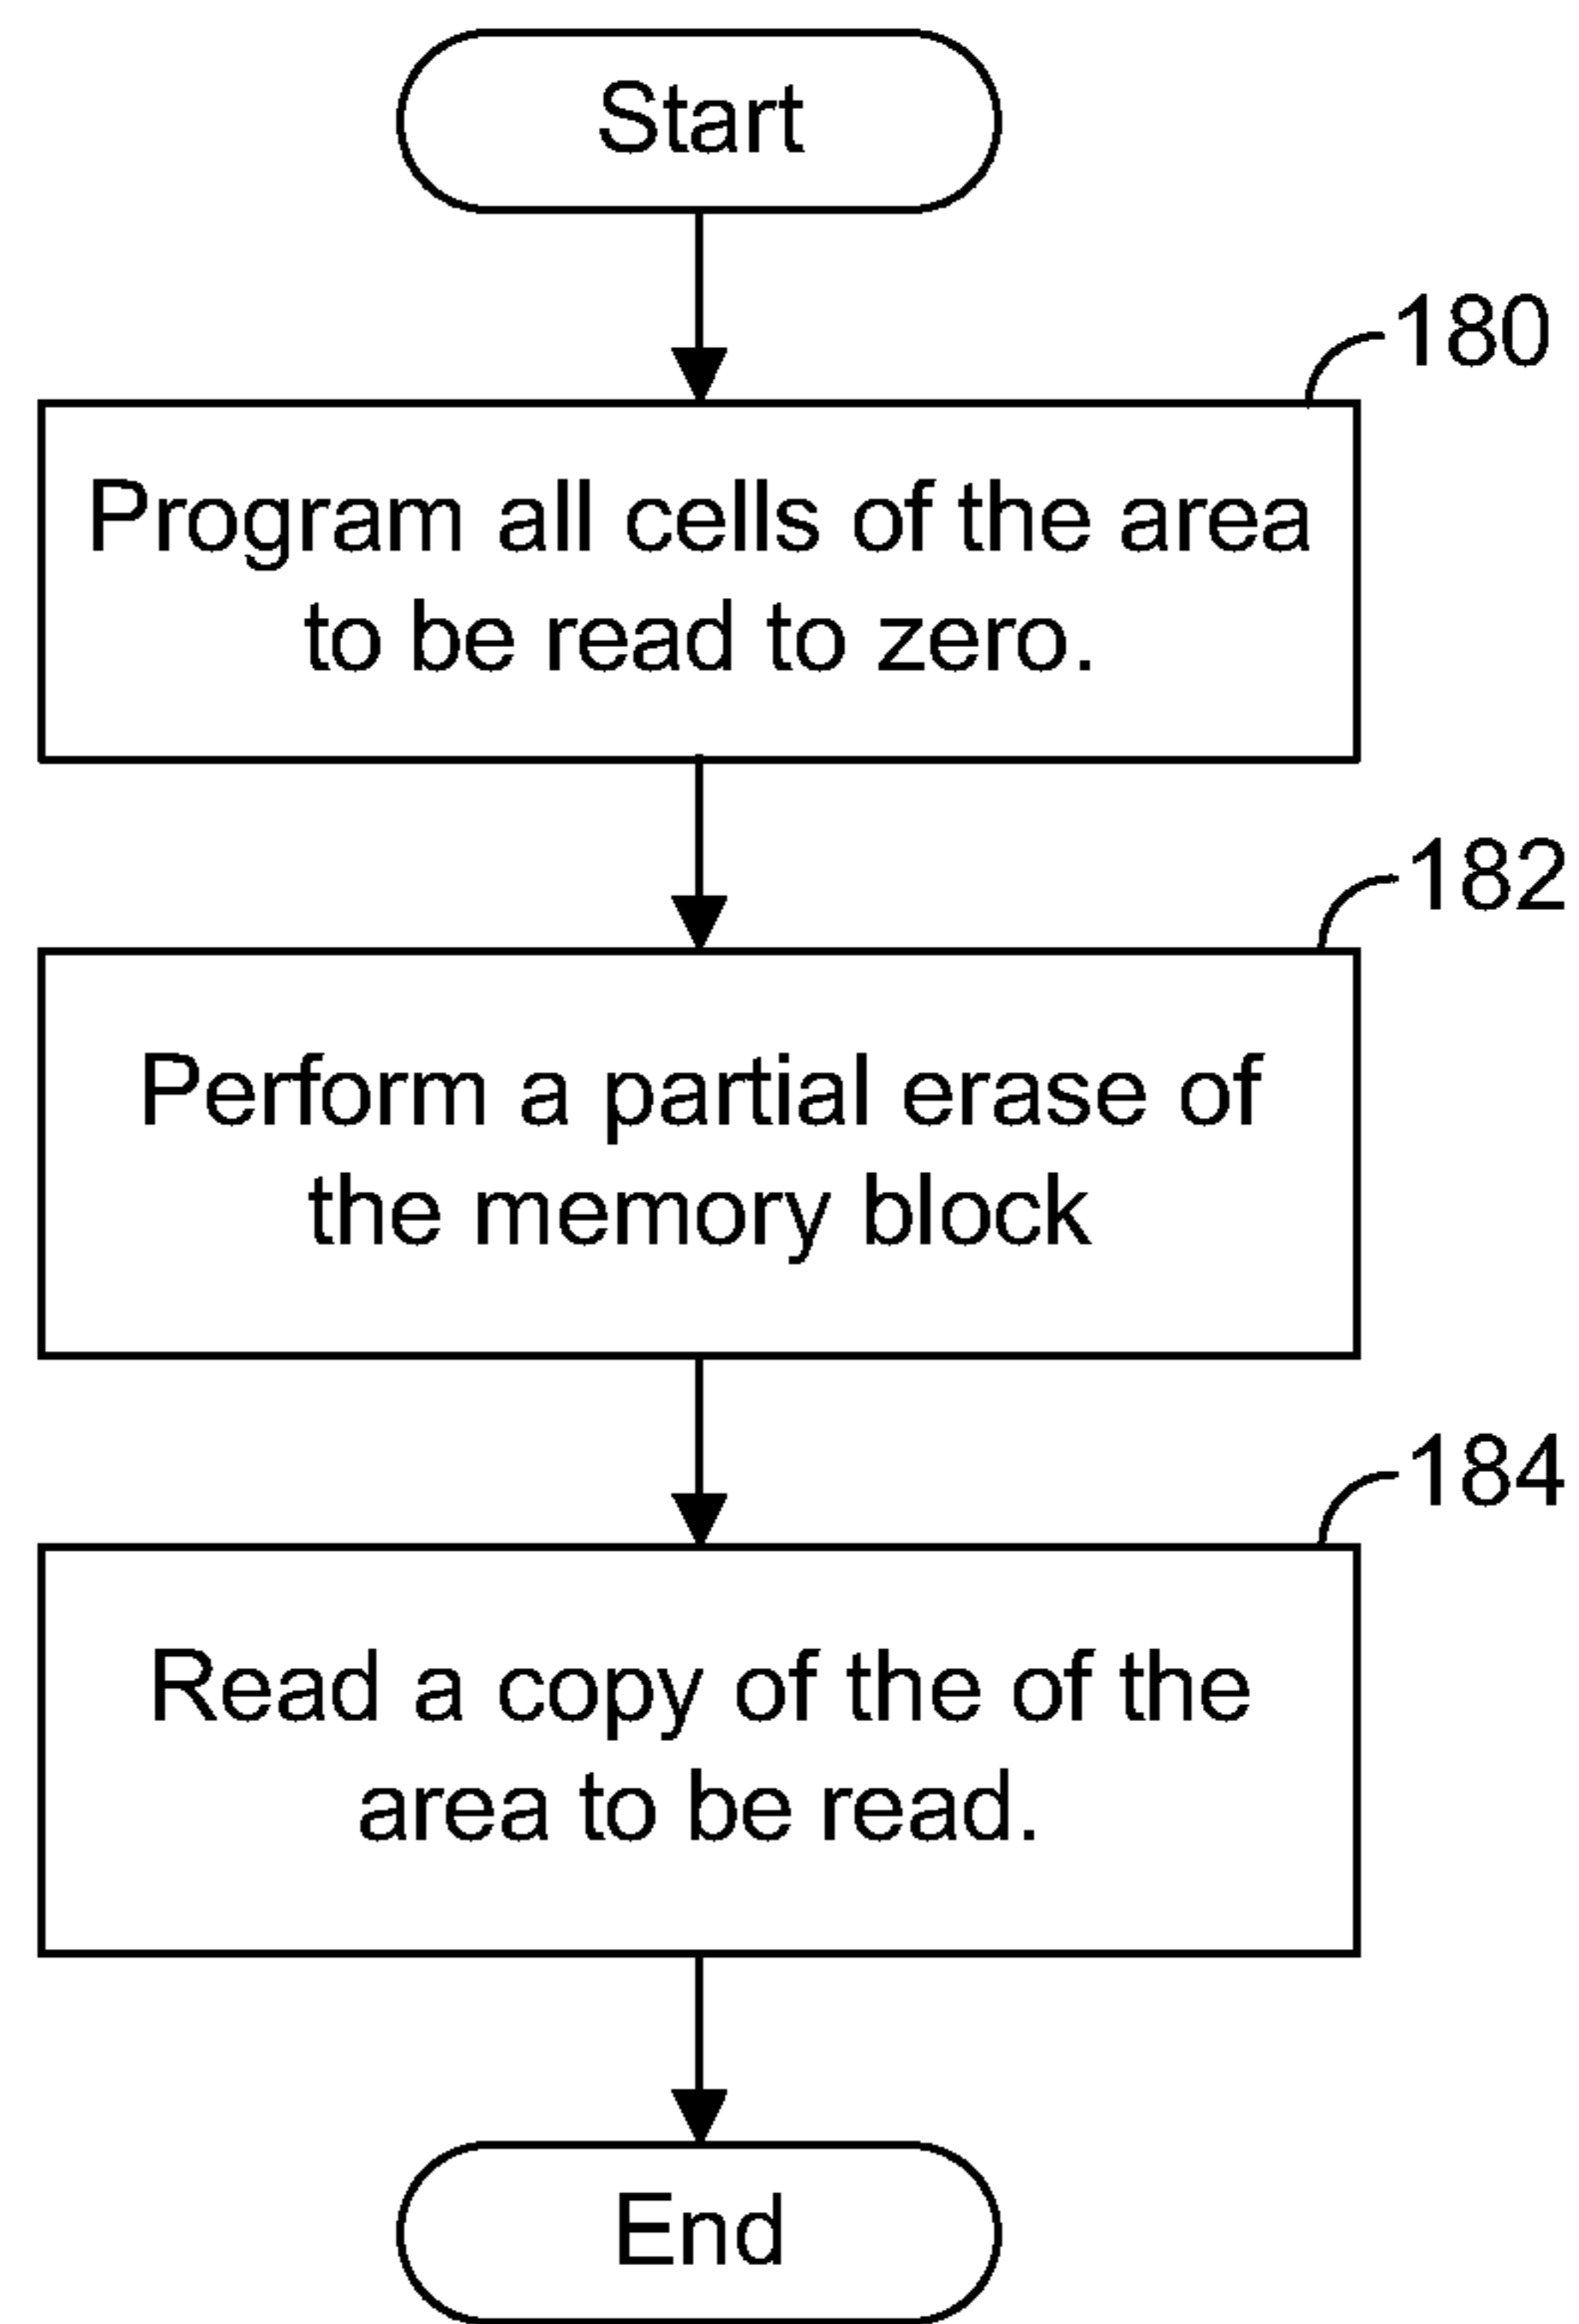 Start
180
Program all cells of the area
to be read to zero.
182
Perform a partial erase of
the memory block
184
Read a copy of the of the
area to be read.
End